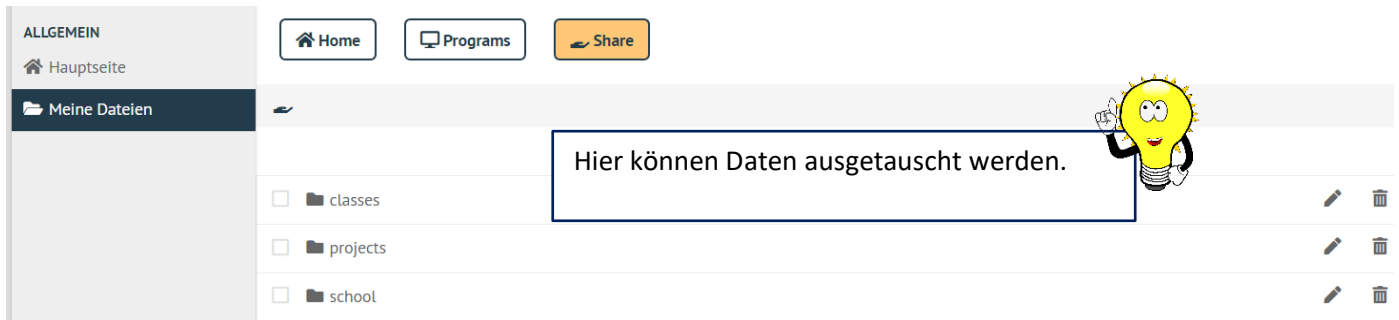 ALLGEMEIN
Hauptseite
Meine Dateien
Home Programs Share
Hier können Daten ausgetauscht werden.
classes
projects
school